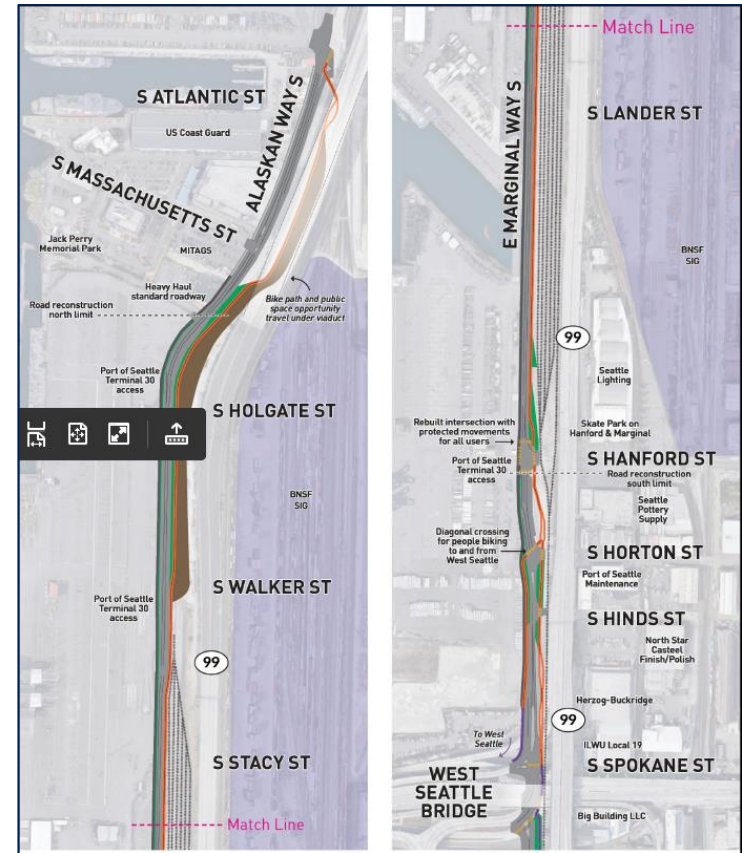 S ATLANTIC ST
US Coast Guard
ALASKAN WAY S
S MASSACHUSETTS ST
Jack Perry
Memorial Park
MITAGS
Heavy Haul
standard roadway
Road reconstruction
north limit
Bike path and public
space opportunity
travel under viaduct
Port of Seattle
Terminal 30
access
S HOLGATE ST
BNSF
SIG
S WALKER ST
Port of Seattle
Terminal 30
access
99
S STACY ST
Match Line
Match Line
S LANDER ST
E MARGINAL WAY S
BNSF
SIG
99
Seattle
Lighting
Rebuilt intersection with
protected movements
for all users
Skate Park on
Hanford & Marginal
Port of Seattle
Terminal 30
access
S HANFORD ST
Road reconstruction
south limit
Seattle
Pottery
Supply
Diagonal crossing
for people biking
to and from
West Seattle
S HORTON ST
Port of Seattle
Maintenance
S HINDS ST
North Star
Casteel
Finish/Polish
Herzog-Buckridge
99
To West
Seattle
ILWU Local 19
S SPOKANE ST
WEST
SEATTLE
BRIDGE
Big Building LLC